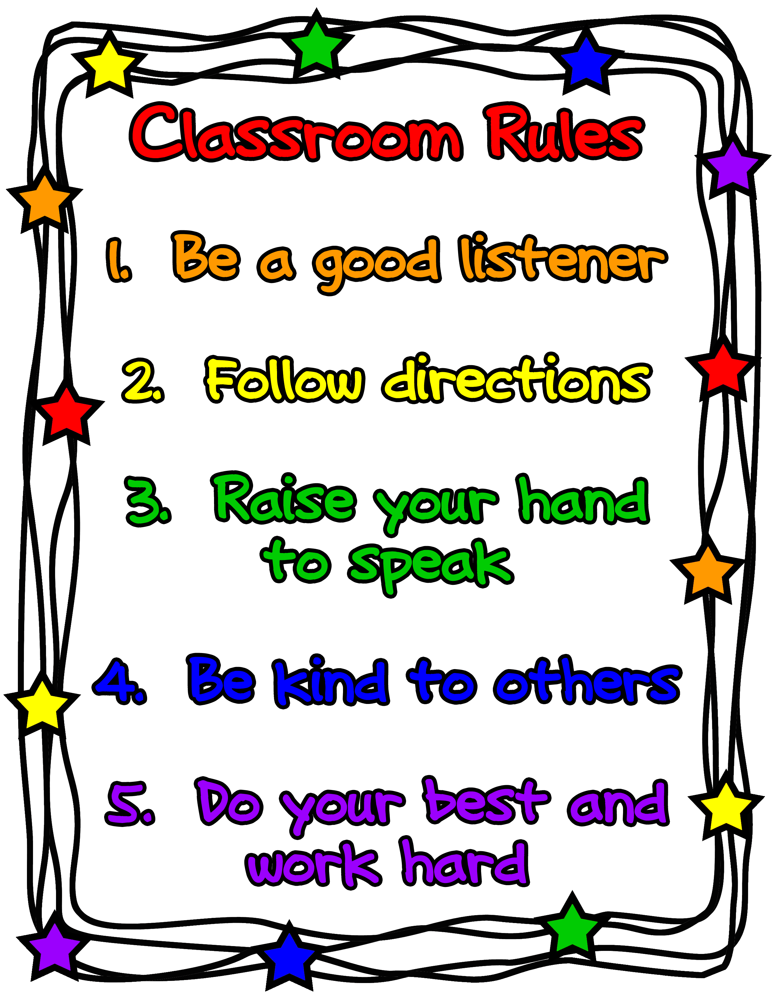 Classroom Rules
1. Be a good listener
2. Follow directions
3. Raise your hand
to speak
4. Be kind to others
5. Do your best and
work hard